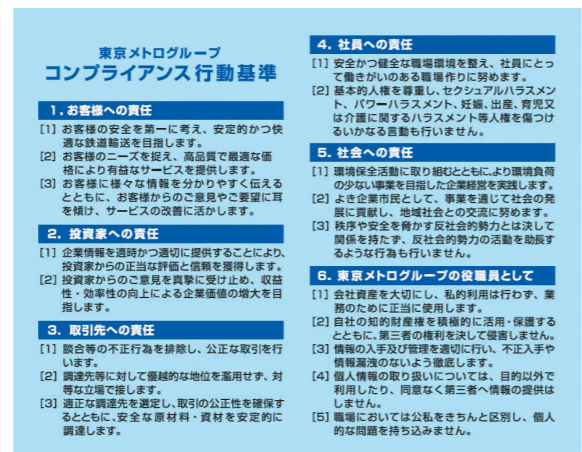 東京メトログループ
コンプライアンス行動基準
1.お客様への責任
[1] お客様の安全を第一に考え、安定的かつ快
適な鉄道輸送を目指します。
[2] お客様のニーズを捉え、高品質で最適な価
格により有益なサービスを提供します。
[3] お客様に様々な情報を分かりやすく伝える
とともに、お客様からのご意見やご要望に耳
を傾け、サービスの改善に活かします。
2. 投資家への責任
[1] 企業情報を適時かつ適切に提供することにより、
投資家からの正当な評価と信頼を獲得します。
[2] 投資家からのご意見を真摯に受け止め、収益
性・効率性の向上による企業価値の増大を目
指します。
3. 取引先への責任
[1] 談合等の不正行為を排除し、公正な取引を行
います。
[2] 調達先等に対して優越的な地位を濫用せず、対
等な立場で接します。
[3] 適正な調達先を選定し、取引の公正性を確保す
るとともに、安全な原材料・資材を安定的に
調達します。
4. 社員への責任
[1] 安全かつ健全な職場環境を整え、社員にとっ
て働きがいのある職場作りに努めます。
[2] 基本的人権を尊重し、セクシュアルハラスメン
ト、パワーハラスメント、妊娠、出産、育児又
は介護に関するハラスメント等人権を傷つけ
るいかなる言動も行いません。
5. 社会への責任
[1] 環境保全活動に取り組むとともに、より環境負荷
の少ない事業を目指した企業経営を実践します。
[2] よき企業市民として、事業を通じて社会の発
展に貢献し、地域社会との交流に努めます。
[3] 秩序や安全を脅かす反社会的勢力とは決して
関係を持たず、反社会的勢力の活動を助長す
るような行為も行いません。
6. 東京メトログループの役職員として
[1] 会社資産を大切にし、私的利用は行わず、業
務のために正当に使用します。
[2] 自社の知的財産権を積極的に活用・保護する
とともに、第三者の権利を決して侵害しません。
[3] 情報の入手及び管理を適切に行い、不正入手や
情報漏洩のないよう徹底します。
[4] 個人情報の取り扱いについては、目的以外で
利用したり、同意なく第三者へ情報の提供は
しません。
[5] 職場においては公私をきちんと区別し、個人
的な問題を持ち込みません。